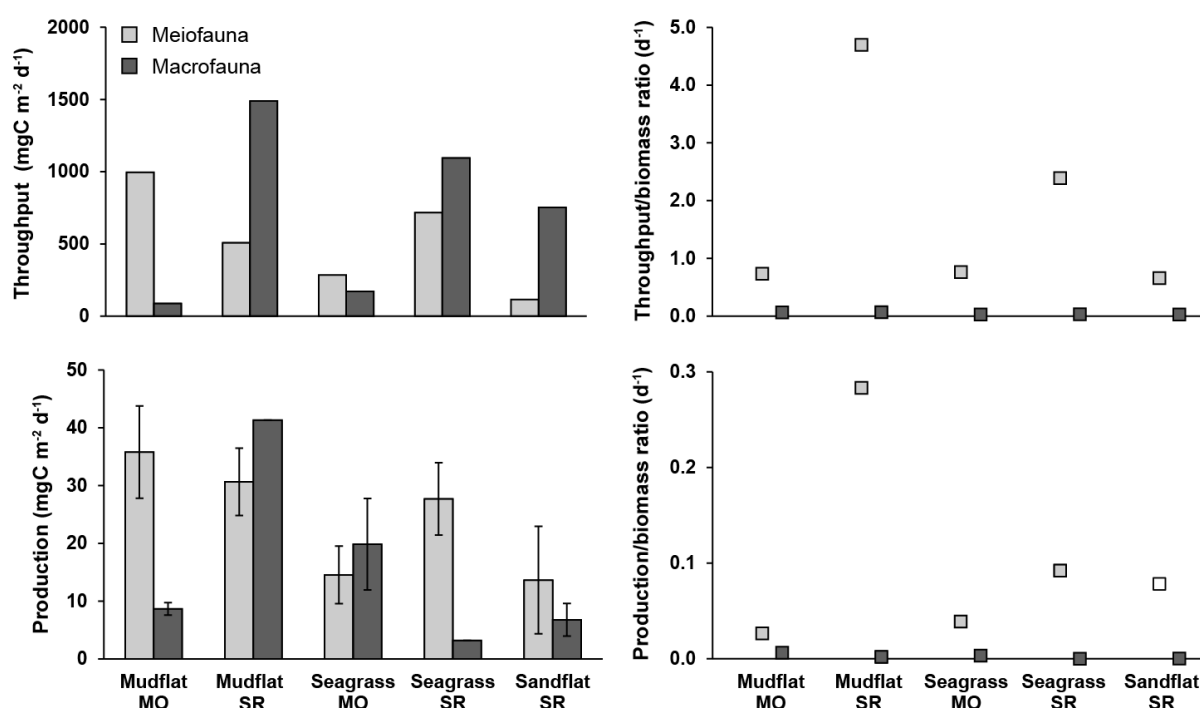 Throughput (mgC m⁻² d⁻¹)
2000
1500
1000
500
0
Meiofauna
Macrofauna
Throughput/biomass ratio (d⁻¹)
5.0
4.0
3.0
2.0
1.0
0.0
Production (mgC m⁻² d⁻¹)
50
40
30
20
10
0
Mudflat MO
Mudflat SR
Seagrass MO
Seagrass SR
Sandflat SR
Production/biomass ratio (d⁻¹)
0.3
0.2
0.1
0.0
Mudflat MO
Mudflat SR
Seagrass MO
Seagrass SR
Sandflat SR